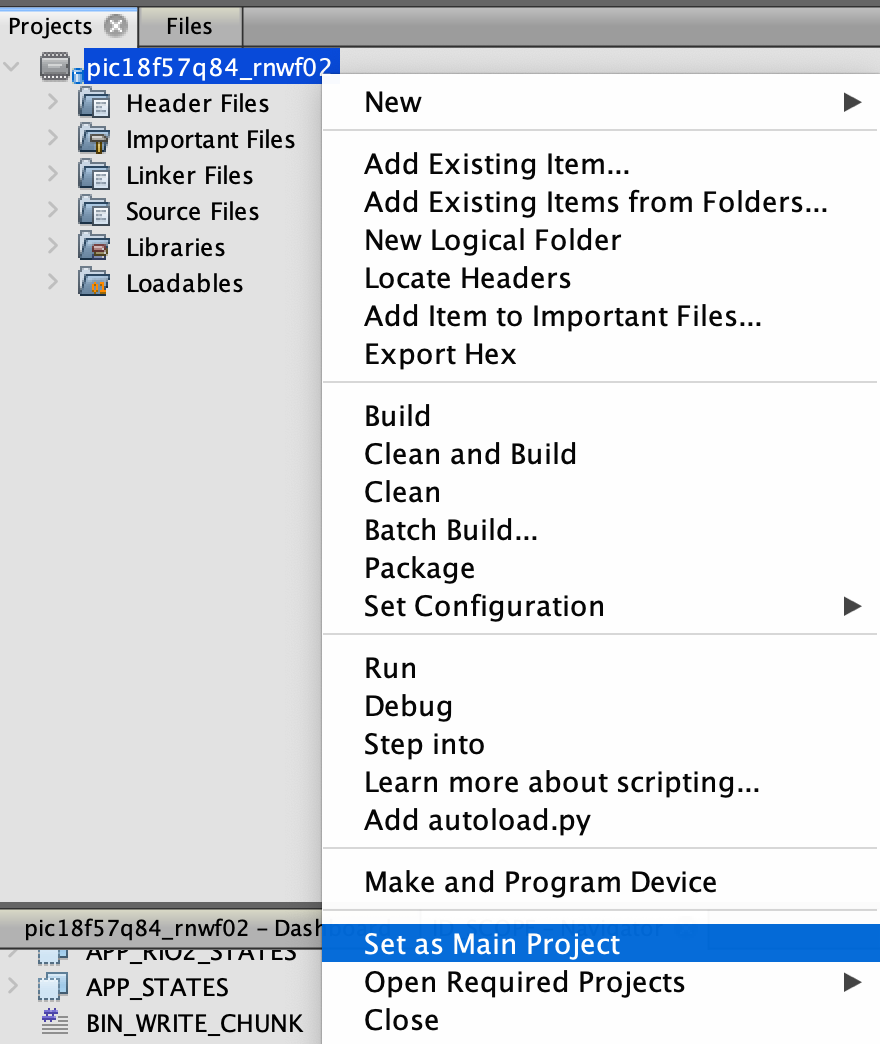 Projects
Files
pic18f57q84_rnwf02
Header Files
Important Files
Linker Files
Source Files
Libraries
Loadables
New
Add Existing Item...
Add Existing Items from Folders...
New Logical Folder
Locate Headers
Add Item to Important Files...
Export Hex
Build
Clean and Build
Clean
Batch Build...
Package
Set Configuration
Run
Debug
Step into
Learn more about scripting...
Add autoload.py
Make and Program Device
Set as Main Project
Open Required Projects
Close
pic18f57q84_rnwf02 – Dashboard
Navigator
APP_RIO2_STATES
APP_STATES
BIN_WRITE_CHUNK